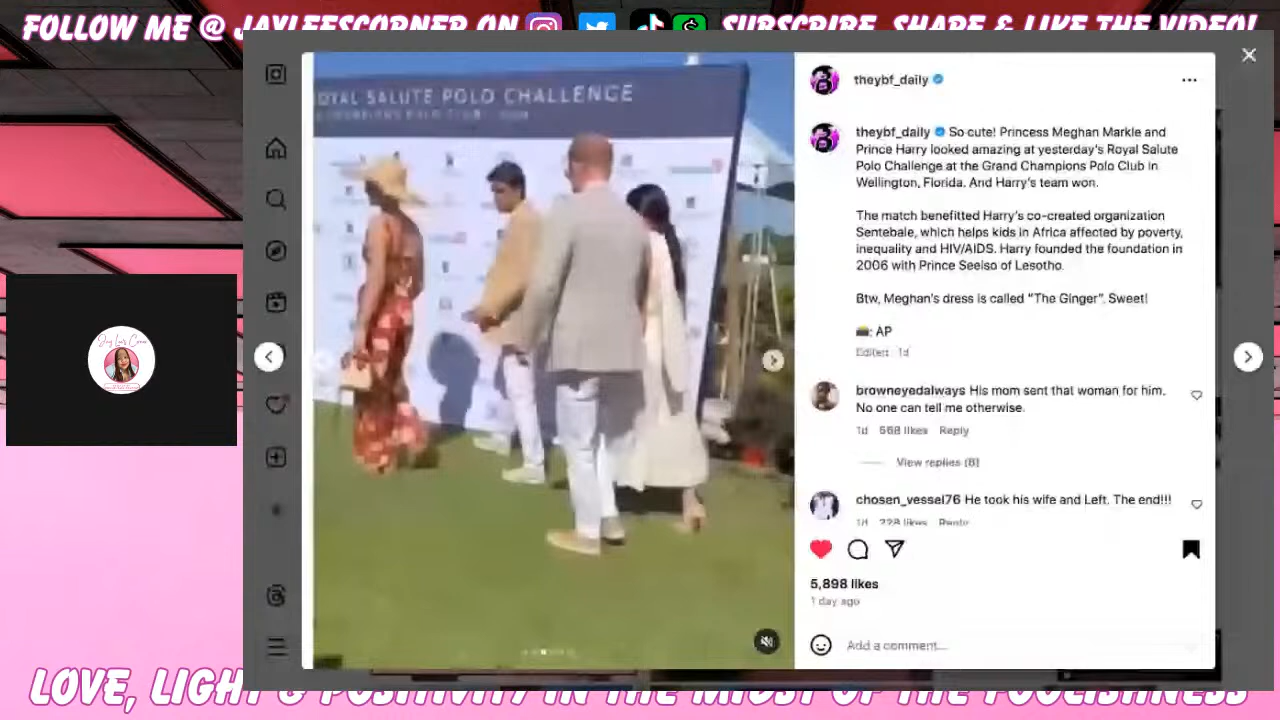 FOLLOW ME @ JAYLEESCORNER ON
SUBSCRIBE, SHARE & LIKE THE VIDEO!
ROYAL SALUTE POLO CHALLENGE
theybf_daily
theybf_daily So cute! Princess Meghan Markle and
Prince Harry looked amazing at yesterday's Royal Salute
Polo Challenge at the Grand Champions Polo Club in
Wellington, Florida. And Harry's team won.
The match benefitted Harry's co-created organization
Sentebale, which helps kids in Africa affected by poverty,
inequality and HIV/AIDS. Harry founded the foundation in
2006 with Prince Seeiso of Lesotho.
Btw, Meghan's dress is called "The Ginger". Sweet!
: AP
Edited · 1d
browneyedalways His mom sent that woman for him.
No one can tell me otherwise.
1d 568 likes Reply
View replies (8)
chosen_vessel76 He took his wife and Left. The end!!!
1d 228 likes Reply
5,898 likes
1 day ago
Add a comment...
LOVE, LIGHT & POSITIVITY IN THE MIDST OF THE FOOLISHNESS